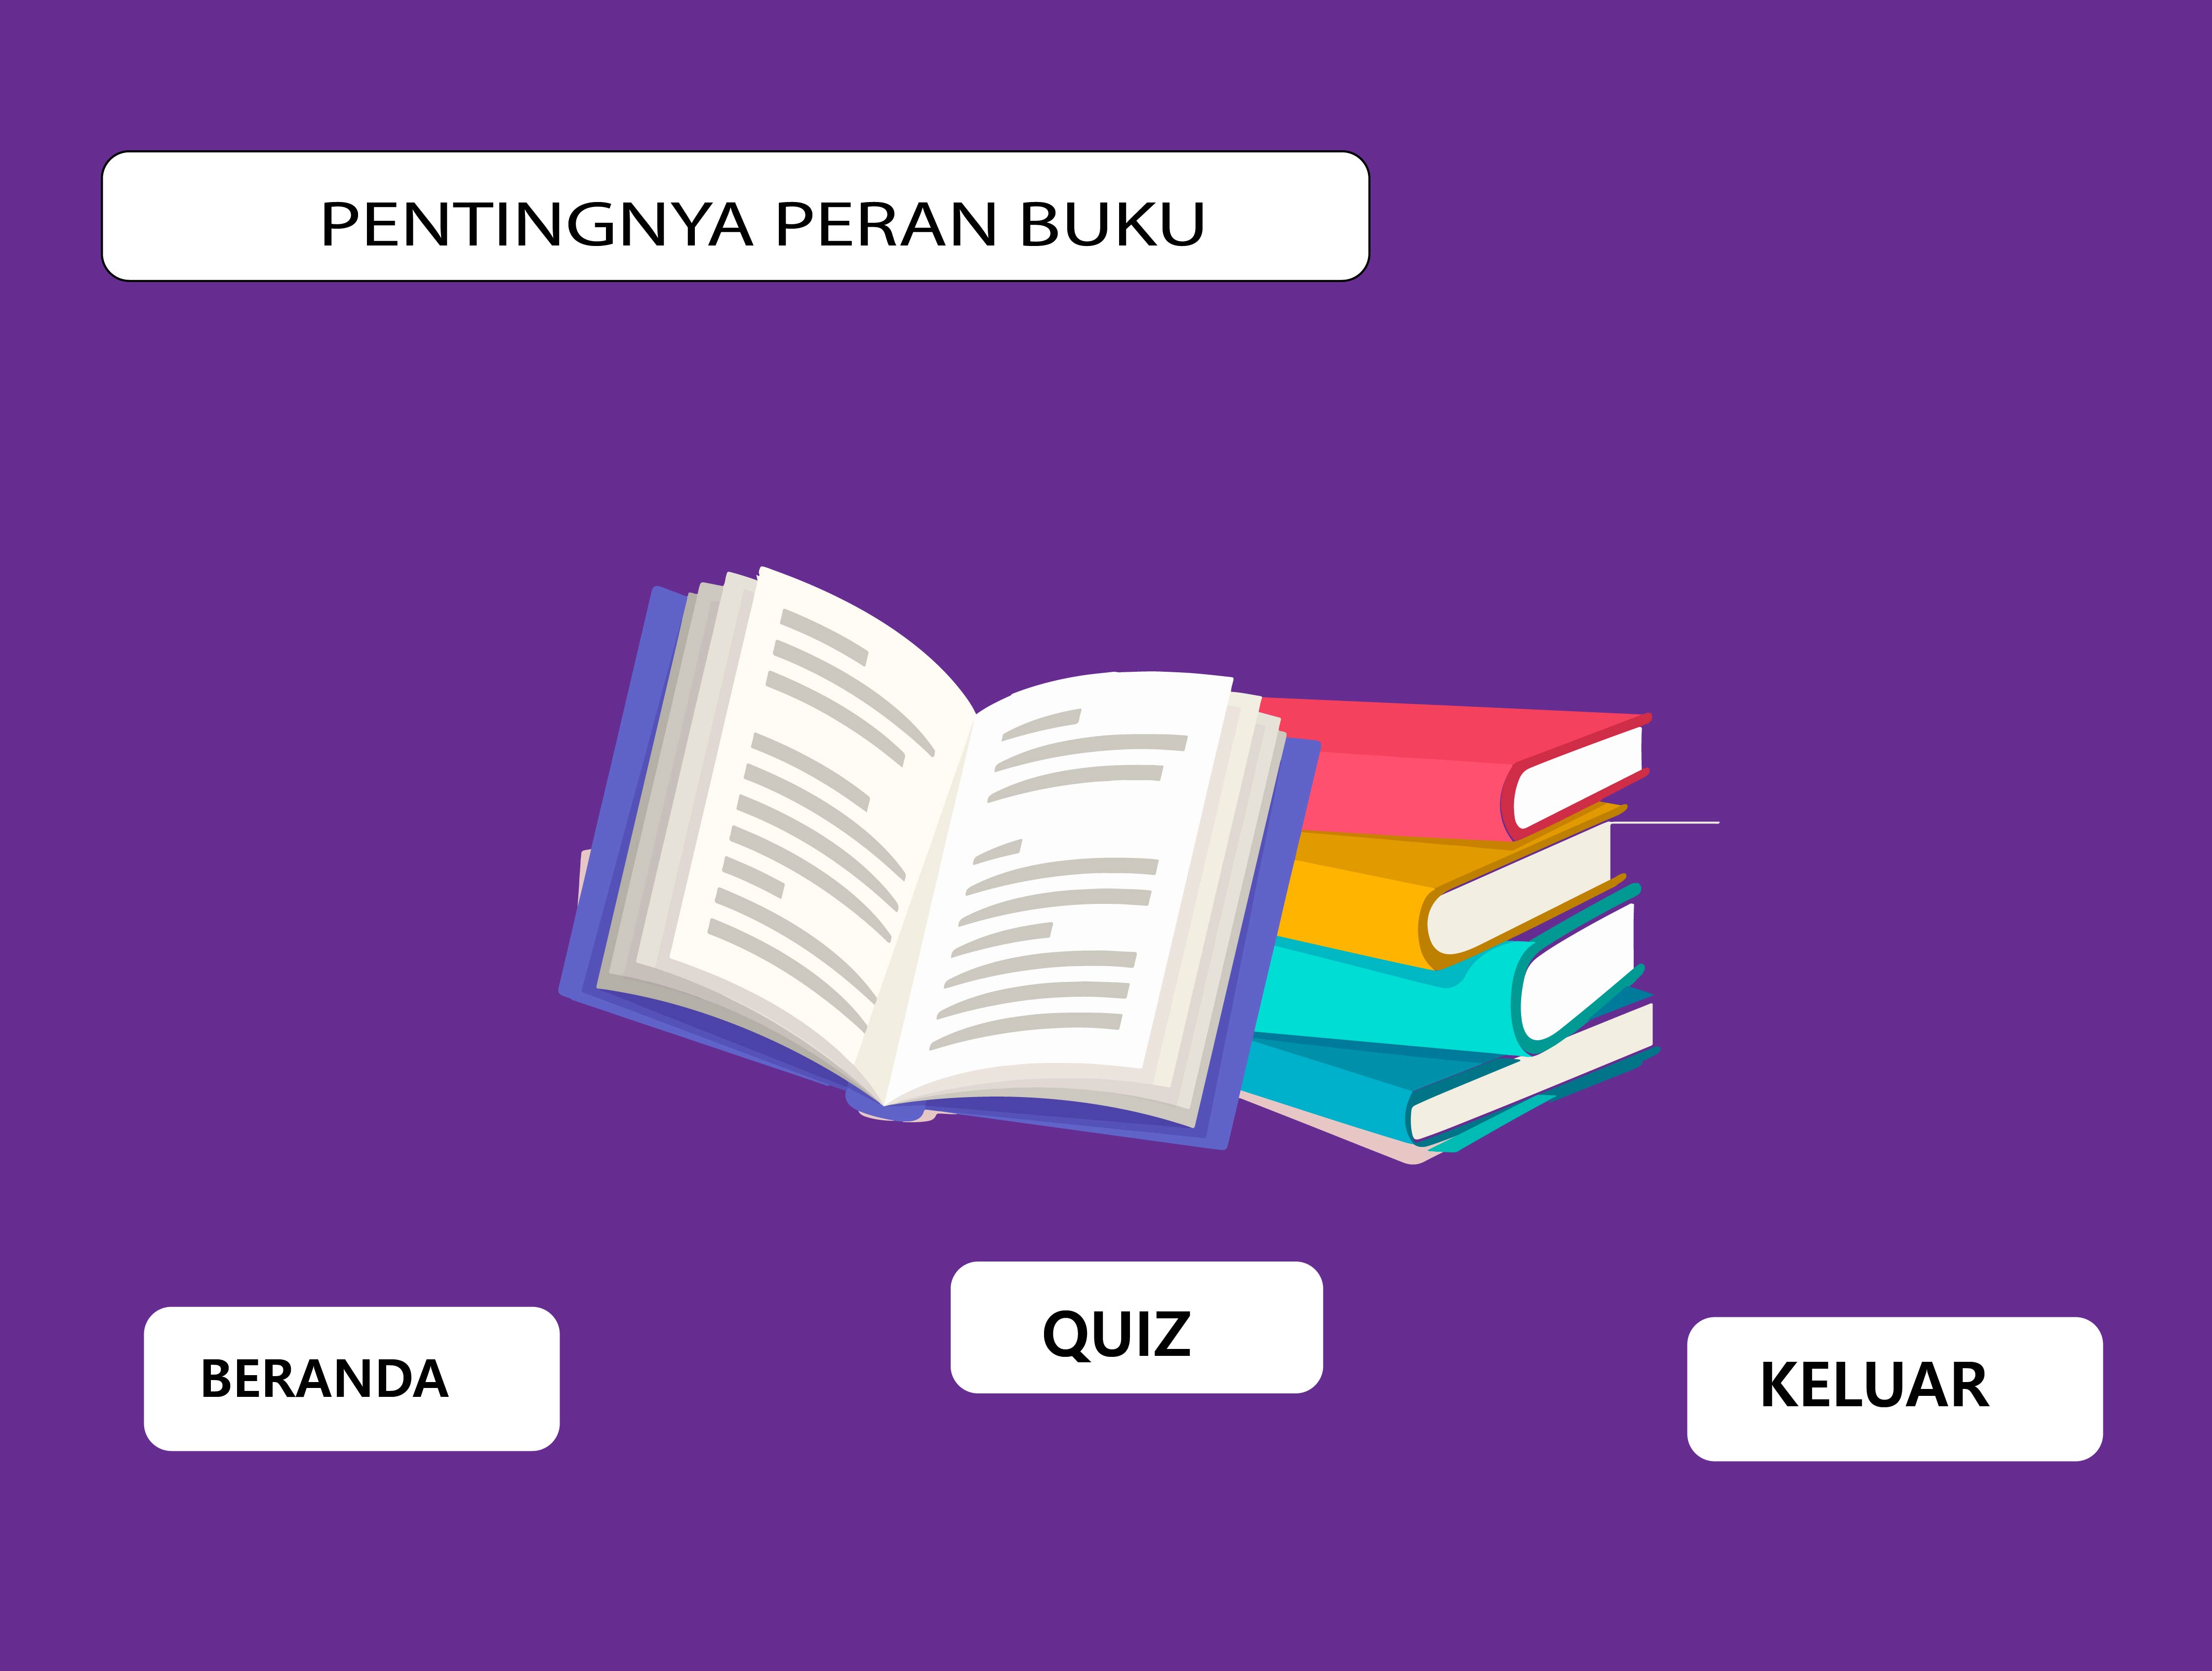 PENTINGNYA PERAN BUKU
QUIZ
BERANDA
KELUAR